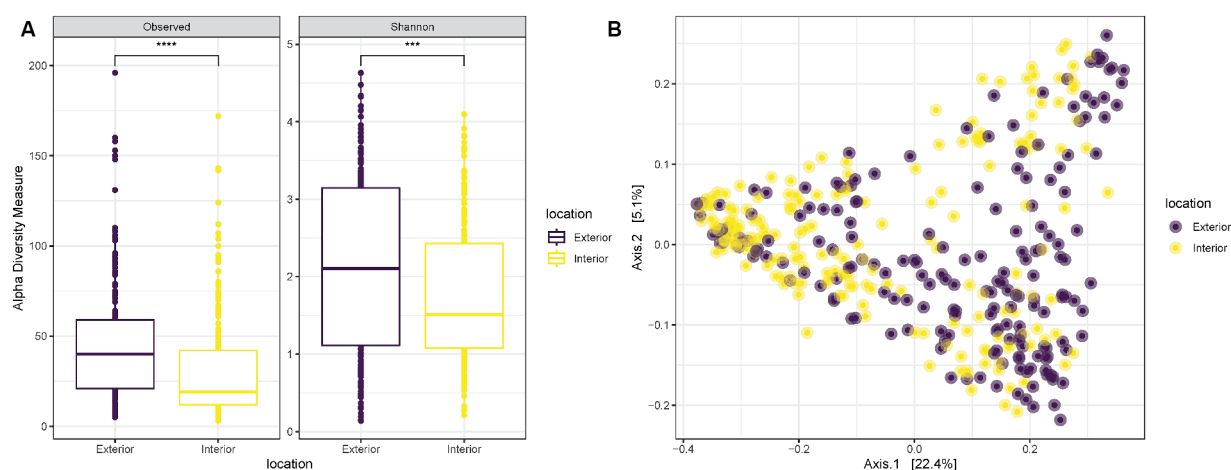 A
Observed
Shannon
****
***
Alpha Diversity Measure
200
150
100
50
0
5
4
3
2
1
0
Exterior
Interior
Exterior
Interior
location
location
Exterior
Interior
B
Axis.2 [5.1%]
0.2
0.1
0.0
−0.1
−0.2
−0.4
−0.2
0.0
0.2
Axis.1 [22.4%]
location
Exterior
Interior